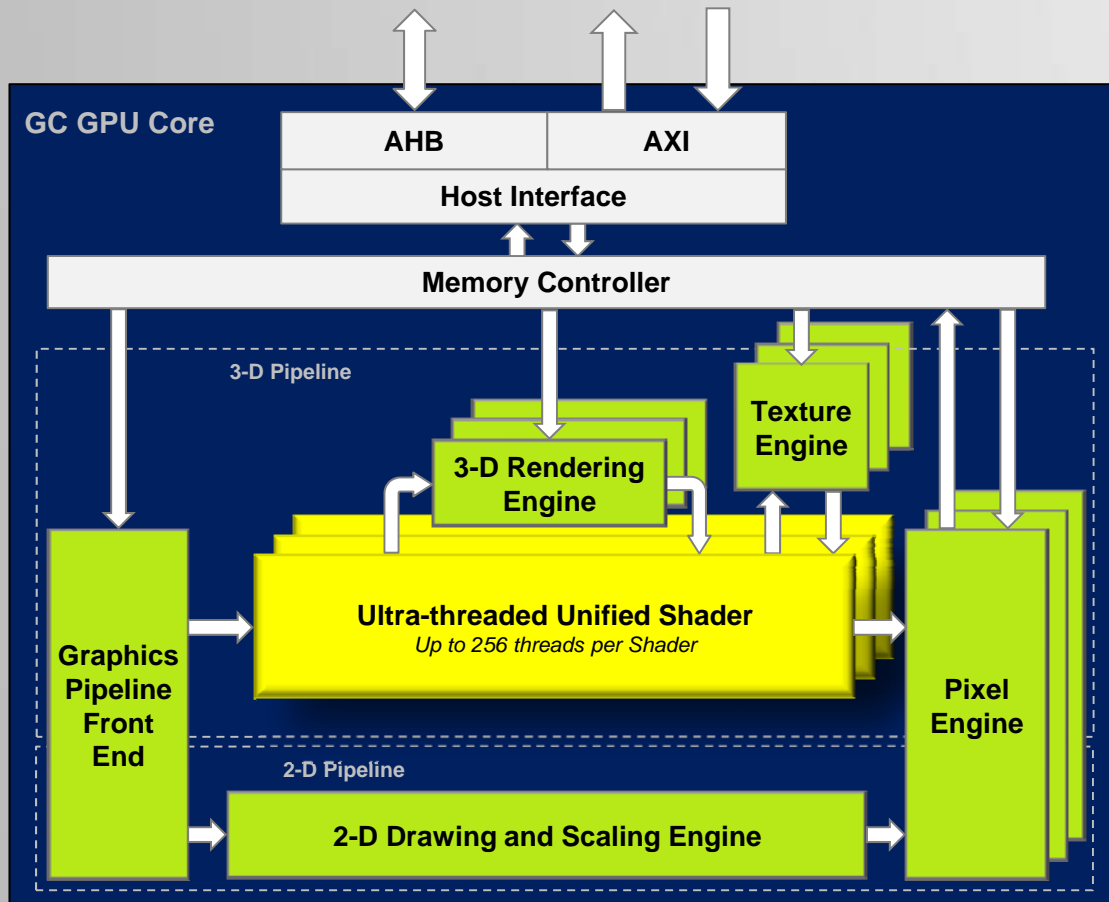 GC GPU Core
AHB
AXI
Host Interface
Memory Controller
3-D Pipeline
Texture
Engine
3-D Rendering
Engine
Ultra-threaded Unified Shader
Up to 256 threads per Shader
Graphics
Pipeline
Front
End
Pixel
Engine
2-D Pipeline
2-D Drawing and Scaling Engine